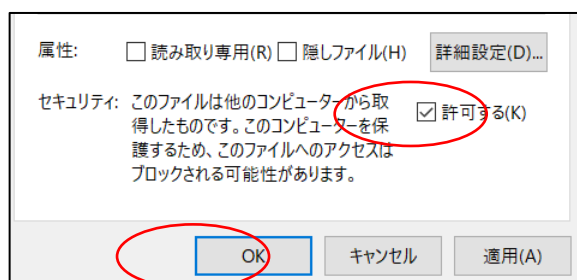 属性: 読み取り専用(R) 隠しファイル(H) 詳細設定(D)...
セキュリティ: このファイルは他のコンピューターから取
得したものです。このコンピューターを保
護するため、このファイルへのアクセスは
ブロックされる可能性があります。
許可する(K)
OK キャンセル 適用(A)